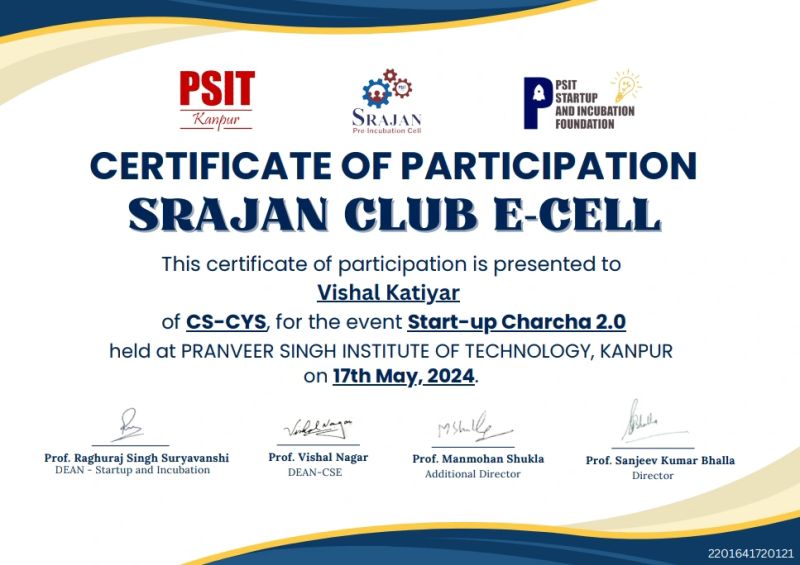 PSIT
Kanpur
SRAJAN
Pre-Incubation Cell
PSIT
STARTUP
AND INCUBATION
FOUNDATION
CERTIFICATE OF PARTICIPATION
SRAJAN CLUB E-CELL
This certificate of participation is presented to
Vishal Katiyar
of CS-CYS, for the event Start-up Charcha 2.0
held at PRANVEER SINGH INSTITUTE OF TECHNOLOGY, KANPUR
on 17th May, 2024.
Vishal Nagar
MShukla
Prof. Raghuraj Singh Suryavanshi
DEAN - Startup and Incubation
Prof. Vishal Nagar
DEAN-CSE
Prof. Manmohan Shukla
Additional Director
Prof. Sanjeev Kumar Bhalla
Director
2201641720121